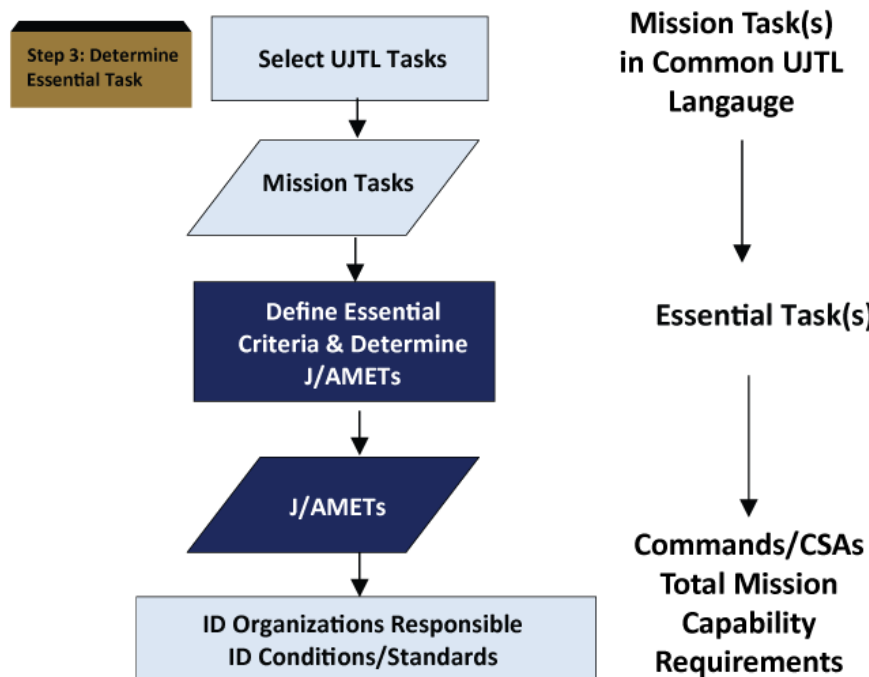 Step 3: Determine
Essential Task
Select UJTL Tasks
Mission Tasks
Define Essential
Criteria & Determine
J/AMETs
J/AMETs
ID Organizations Responsible
ID Conditions/Standards
Mission Task(s)
in Common UJTL
Langauge
Essential Task(s)
Commands/CSAs
Total Mission
Capability
Requirements